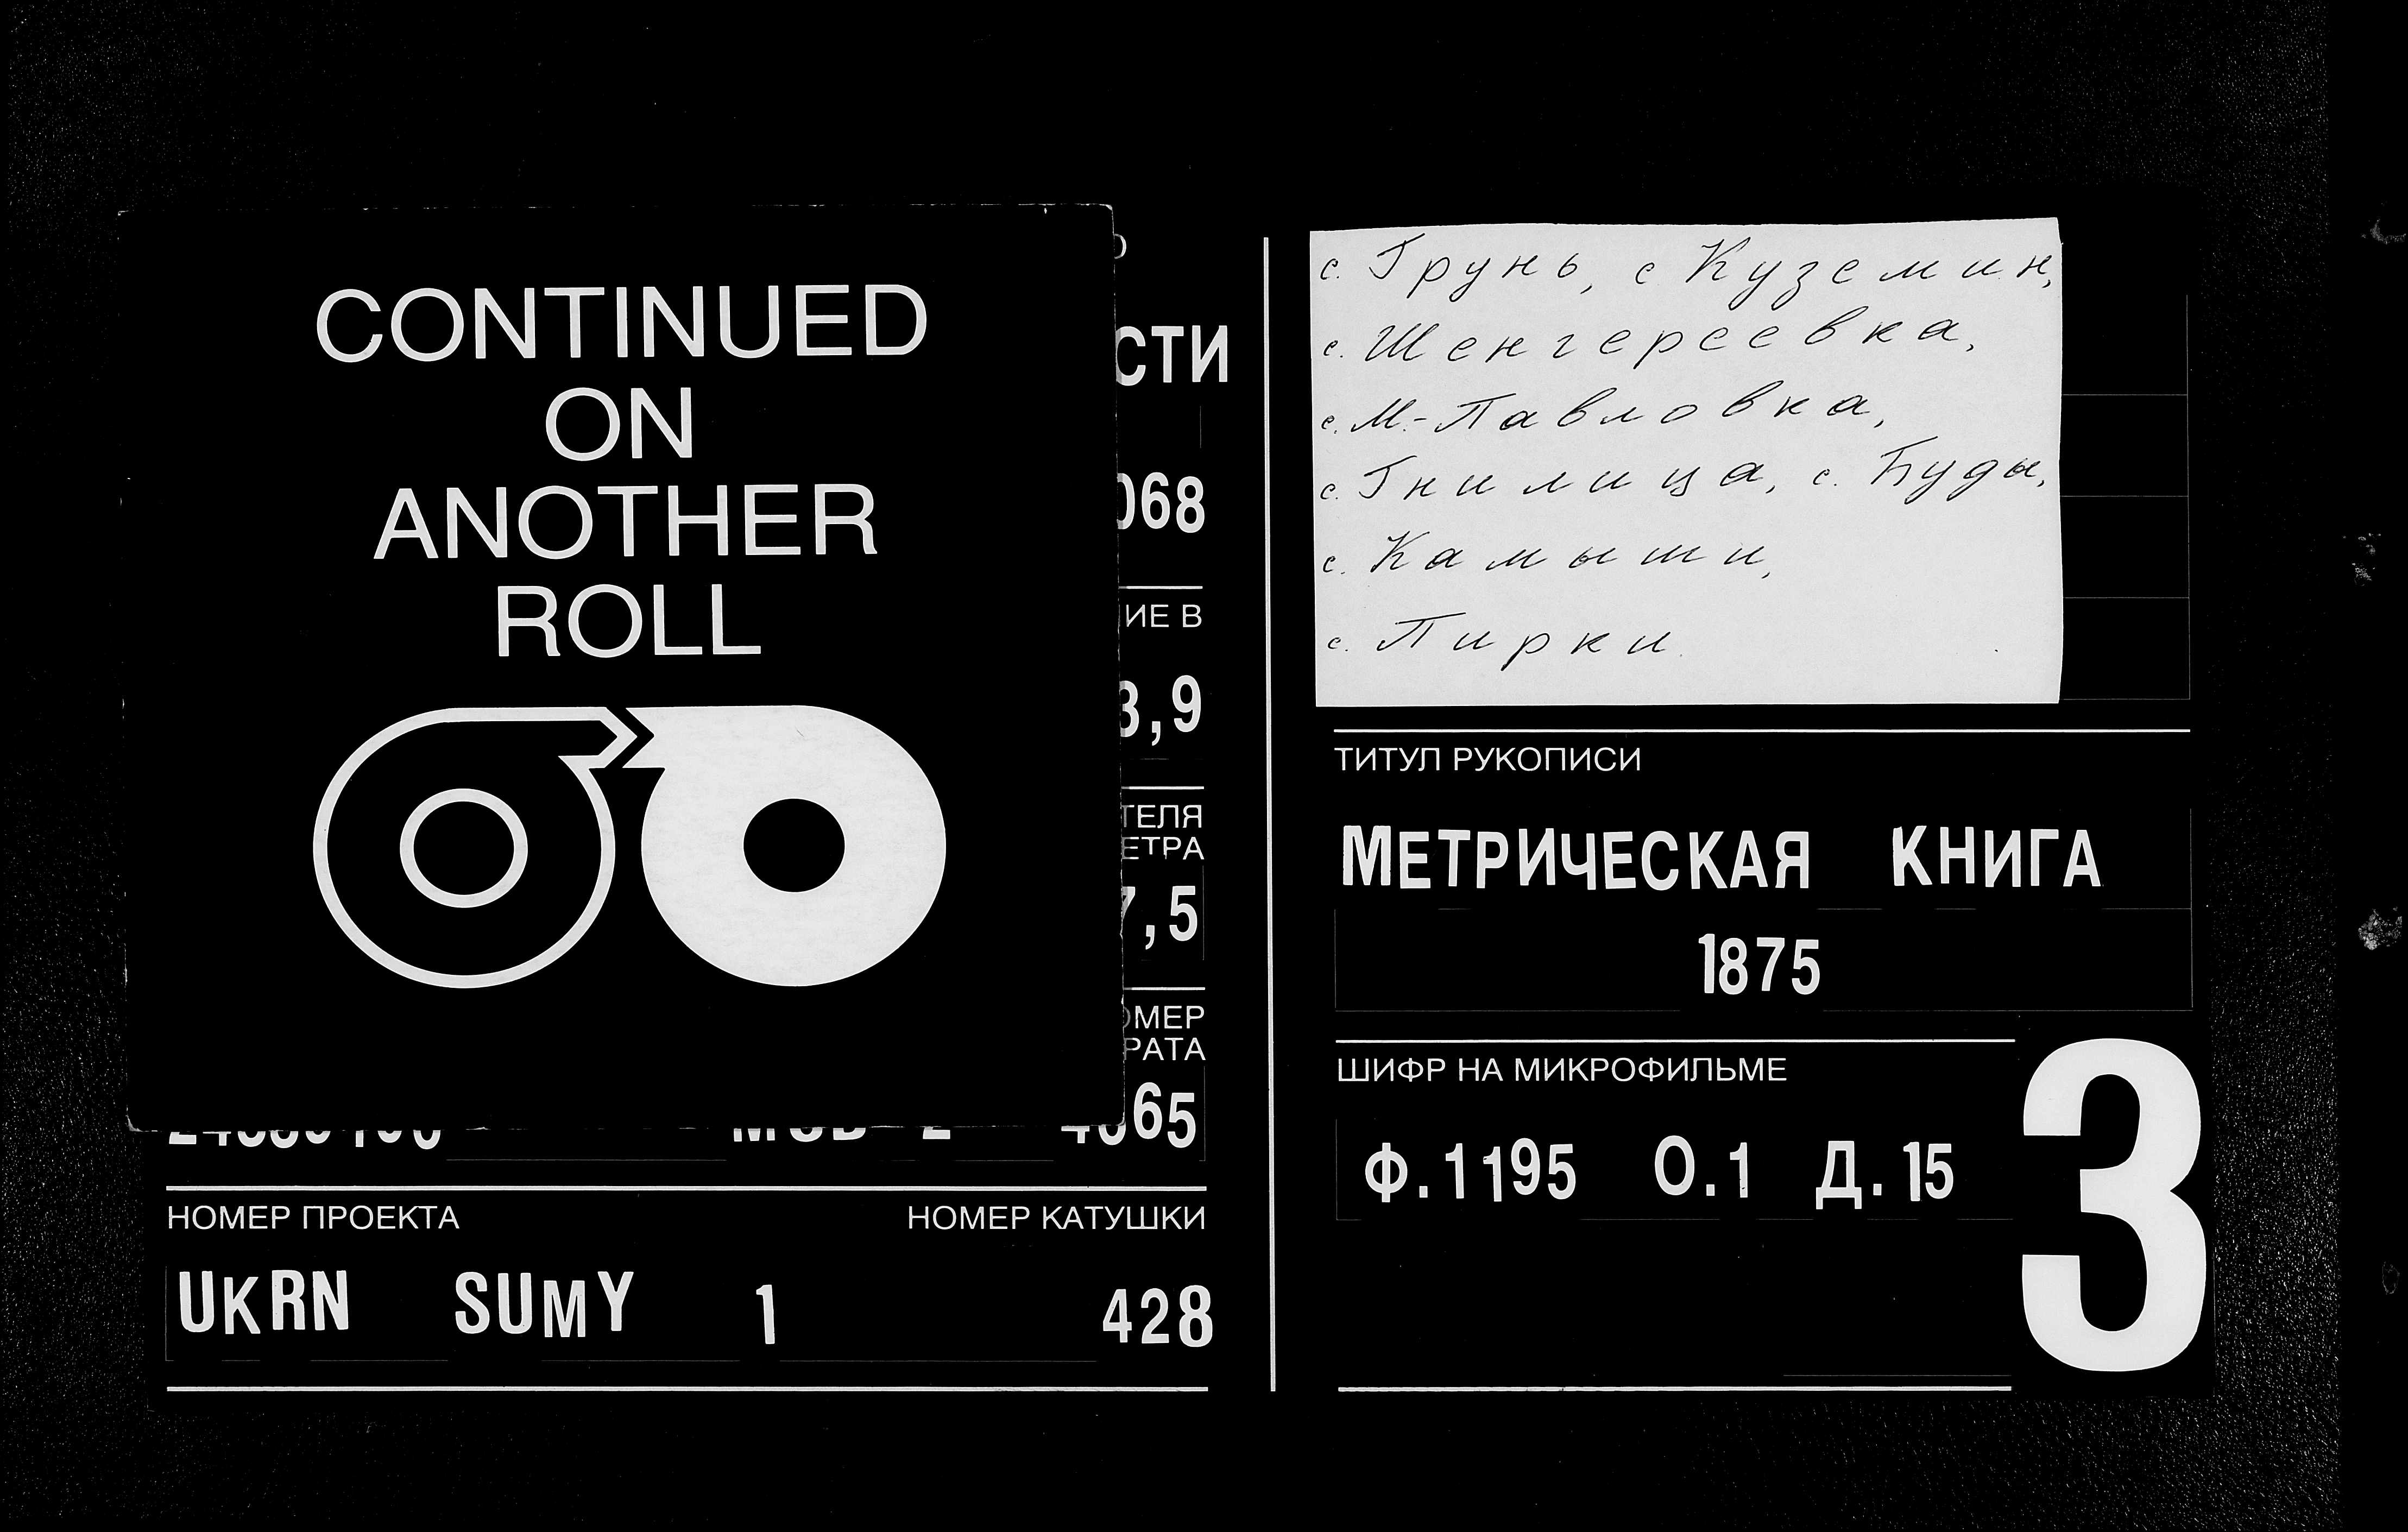 CONTINUED
ON
ANOTHER
ROLL
СТИ
068
ИЕ В
3,9
ТЕЛЯ
ЕТРА
7,5
ОМЕР
РАТА
4065
НОМЕР ПРОЕКТА НОМЕР КАТУШКИ
UKRN SUMY 1 428
с. Грунь, с Куземин,
с. Шенгереевка,
с. М.-Павловка,
с. Гнилица, с. Буды,
с. Камыши,
с. Пирки
ТИТУЛ РУКОПИСИ
МЕТРИЧЕСКАЯ КНИГА
1875
ШИФР НА МИКРОФИЛЬМЕ
Ф.1195 О.1 Д.15
3